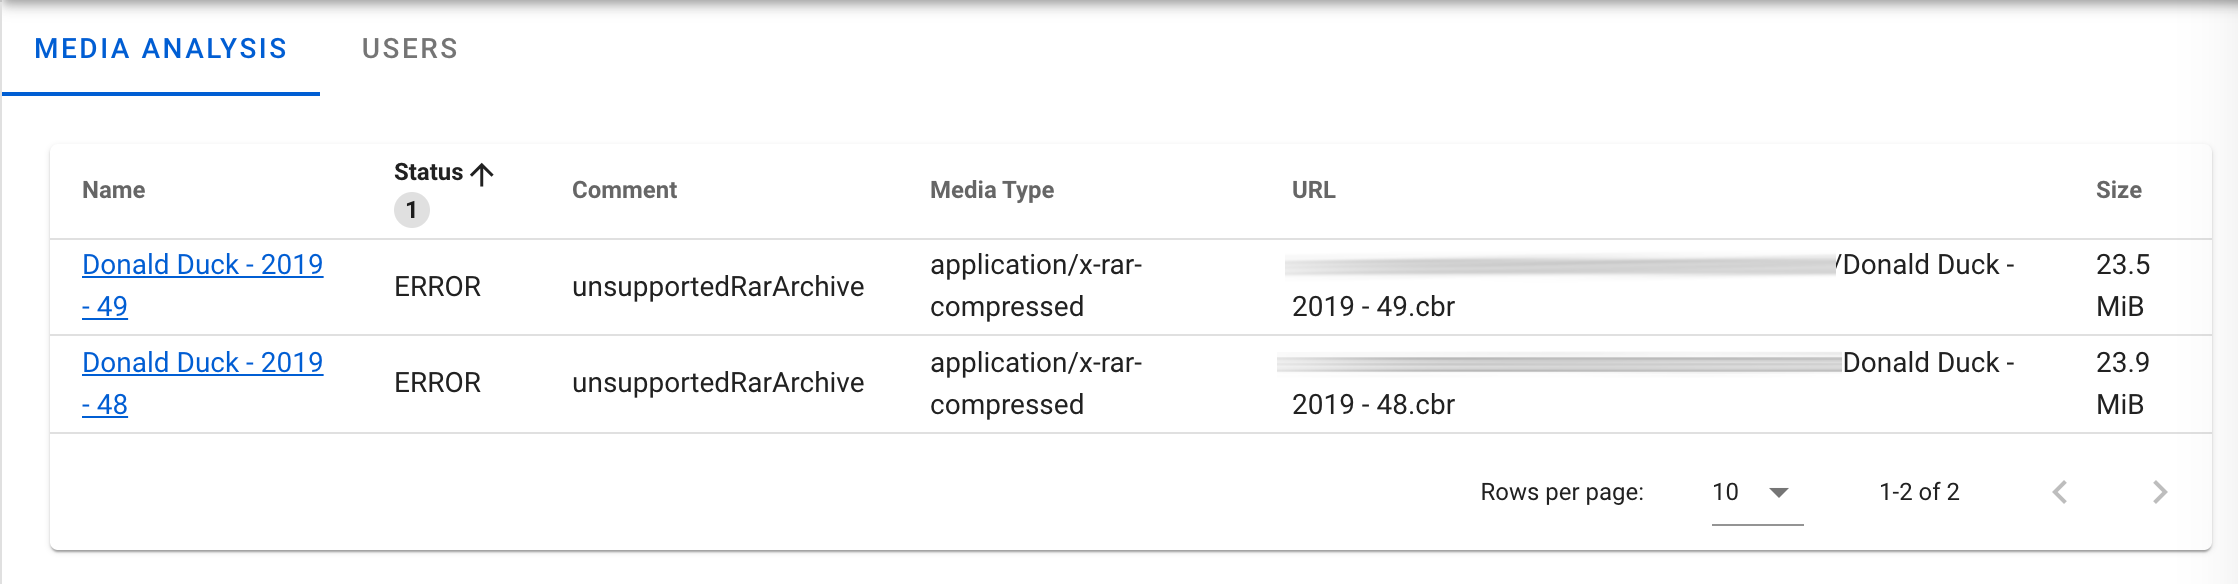 MEDIA ANALYSIS USERS
Name Status Comment Media Type URL Size
1
Donald Duck - 2019 - 49 ERROR unsupportedRarArchive application/x-rar-compressed /Donald Duck - 2019 - 49.cbr 23.5 MiB
Donald Duck - 2019 - 48 ERROR unsupportedRarArchive application/x-rar-compressed Donald Duck - 2019 - 48.cbr 23.9 MiB
Rows per page: 10 1-2 of 2